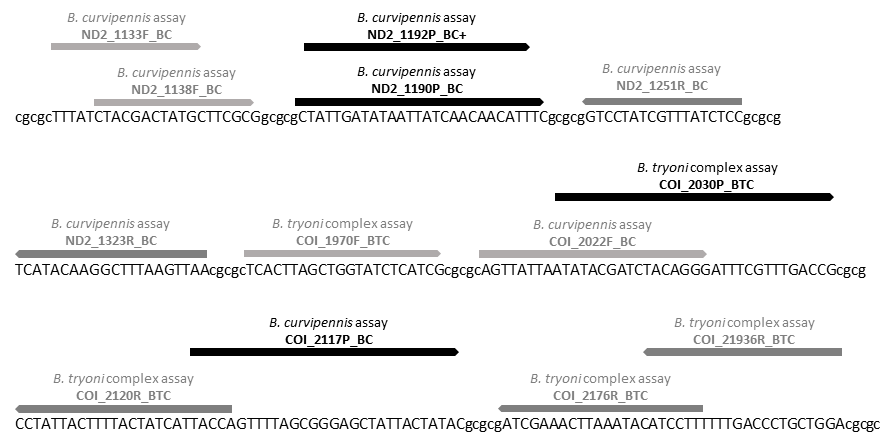 B. curvipennis assay
ND2_1133F_BC
B. curvipennis assay
ND2_1192P_BC+
B. curvipennis assay
ND2_1138F_BC
B. curvipennis assay
ND2_1190P_BC
B. curvipennis assay
ND2_1251R_BC
cgcgcTTTATCTACGACTATGCTTCGCGgcgcgCTATTGATATAATTATCAACAACATTTCgcgcgGTCCTATCGTTTATCTCCgcgcg
B. tryoni complex assay
COI_2030P_BTC
B. curvipennis assay
ND2_1323R_BC
B. tryoni complex assay
COI_1970F_BTC
B. curvipennis assay
COI_2022F_BC
TCATACAAGGCTTTAAGTTAAcgcgcTCACTTAGCTGGTATCTCATCGcgcgcAGTTATTAATATACGATCTACAGGGATTTCGTTTGACCGcgcg
B. curvipennis assay
COI_2117P_BC
B. tryoni complex assay
COI_21936R_BTC
B. tryoni complex assay
COI_2120R_BTC
B. tryoni complex assay
COI_2176R_BTC
CCTATTACTTTTACTATCATTACCAGTTTTAGCGGGAGCTATTACTATACgcgcgATCGAAACTTAAATACATCCTTTTTTGACCCTGCTGGAcgcgc